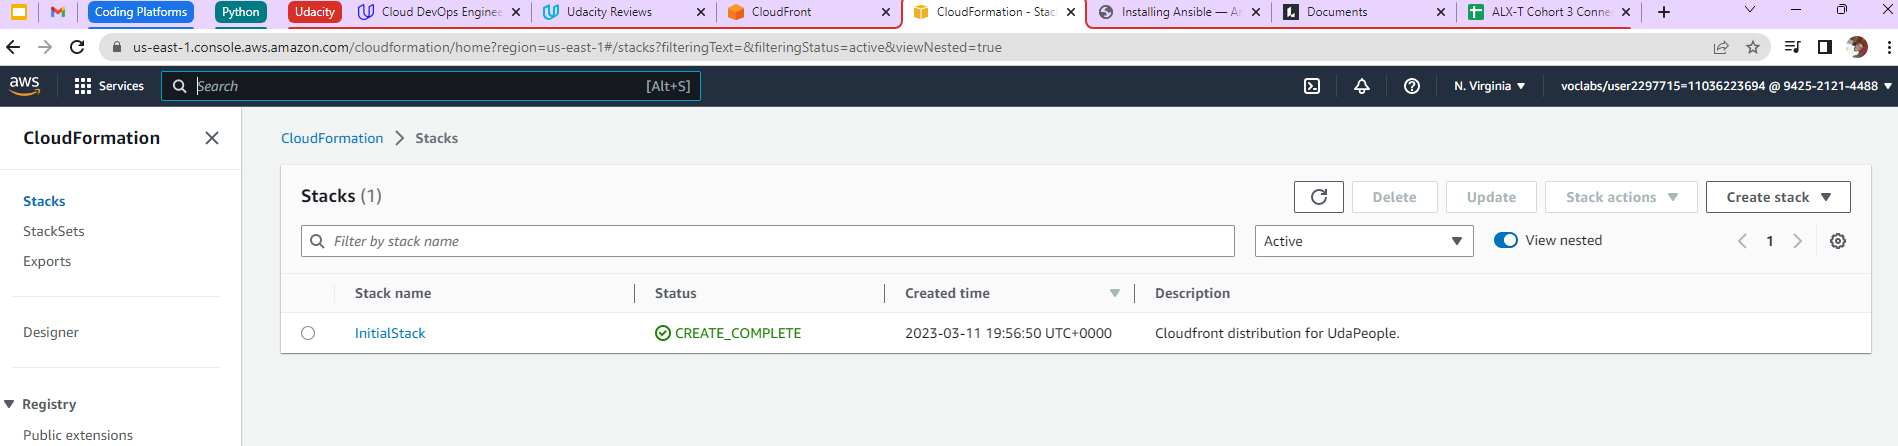 Coding Platforms Python Udacity Cloud DevOps Engine Udacity Reviews CloudFront CloudFormation - Sta Installing Ansible — A Documents ALX-T Cohort 3 Conne
us-east-1.console.aws.amazon.com/cloudformation/home?region=us-east-1#/stacks?filteringText=&filteringStatus=active&viewNested=true
aws Services Search [Alt+S] N. Virginia voclabs/user2297715=11036223694 @ 9425-2121-4488
CloudFormation
CloudFormation Stacks
Stacks (1) Delete Update Stack actions Create stack
Stacks
StackSets
Exports
Filter by stack name Active View nested 1
Stack name Status Created time Description
Designer
InitialStack CREATE_COMPLETE 2023-03-11 19:56:50 UTC+0000 Cloudfront distribution for UdaPeople.
Registry
Public extensions